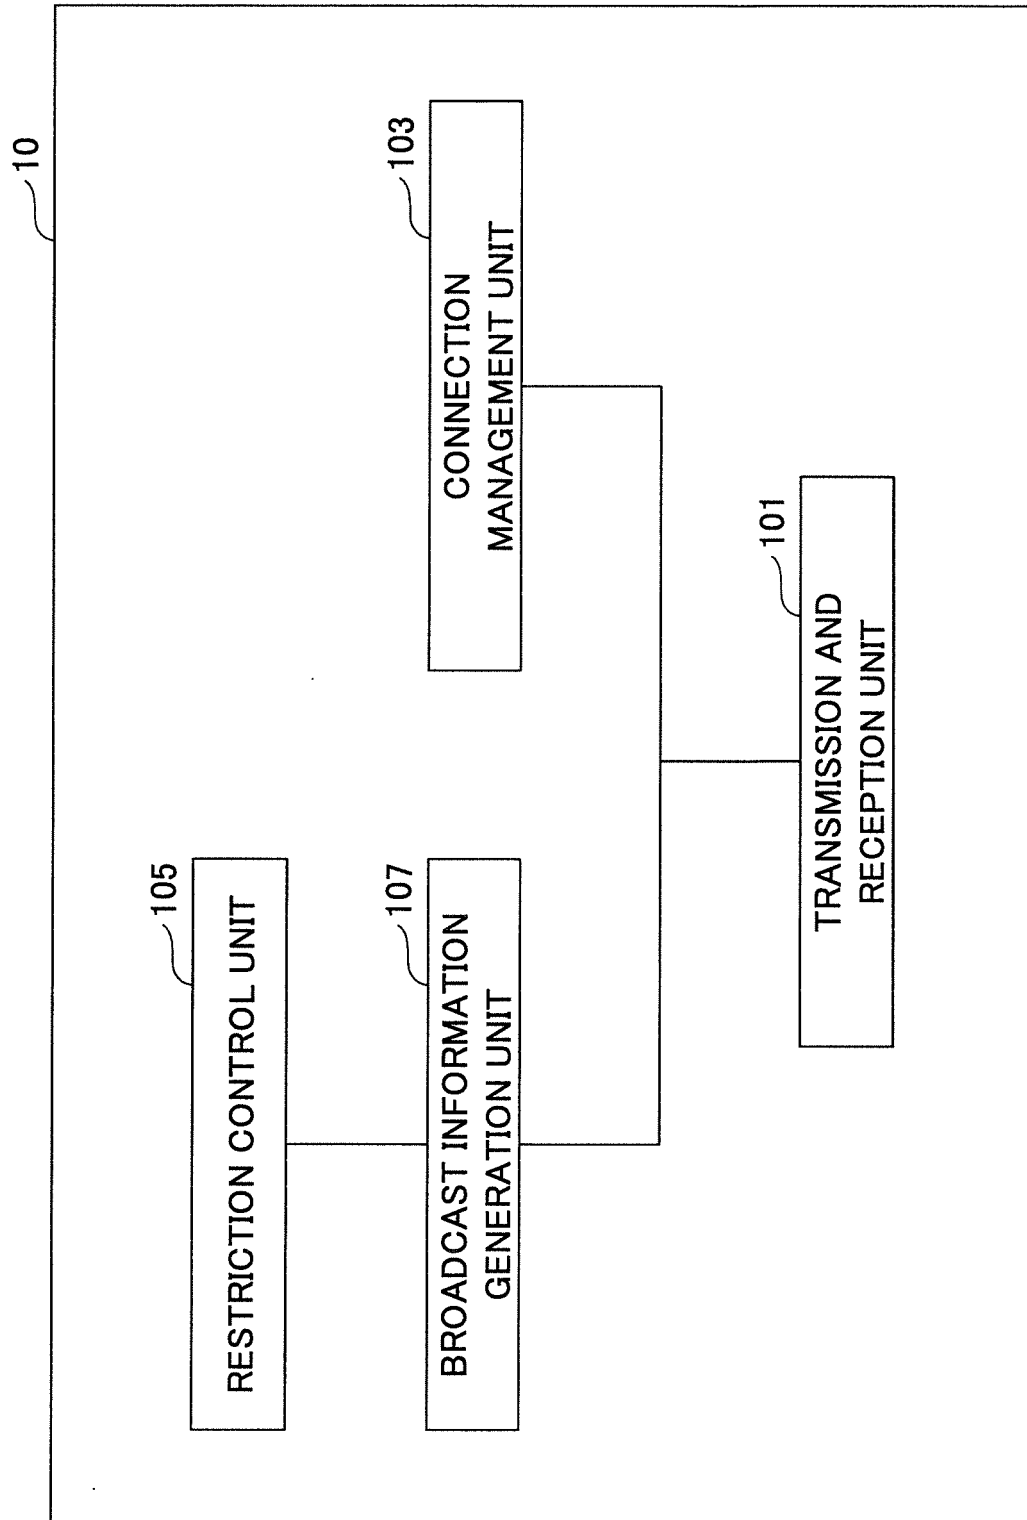 10
105
RESTRICTION CONTROL UNIT
107
BROADCAST INFORMATION
GENERATION UNIT
103
CONNECTION
MANAGEMENT UNIT
101
TRANSMISSION AND
RECEPTION UNIT